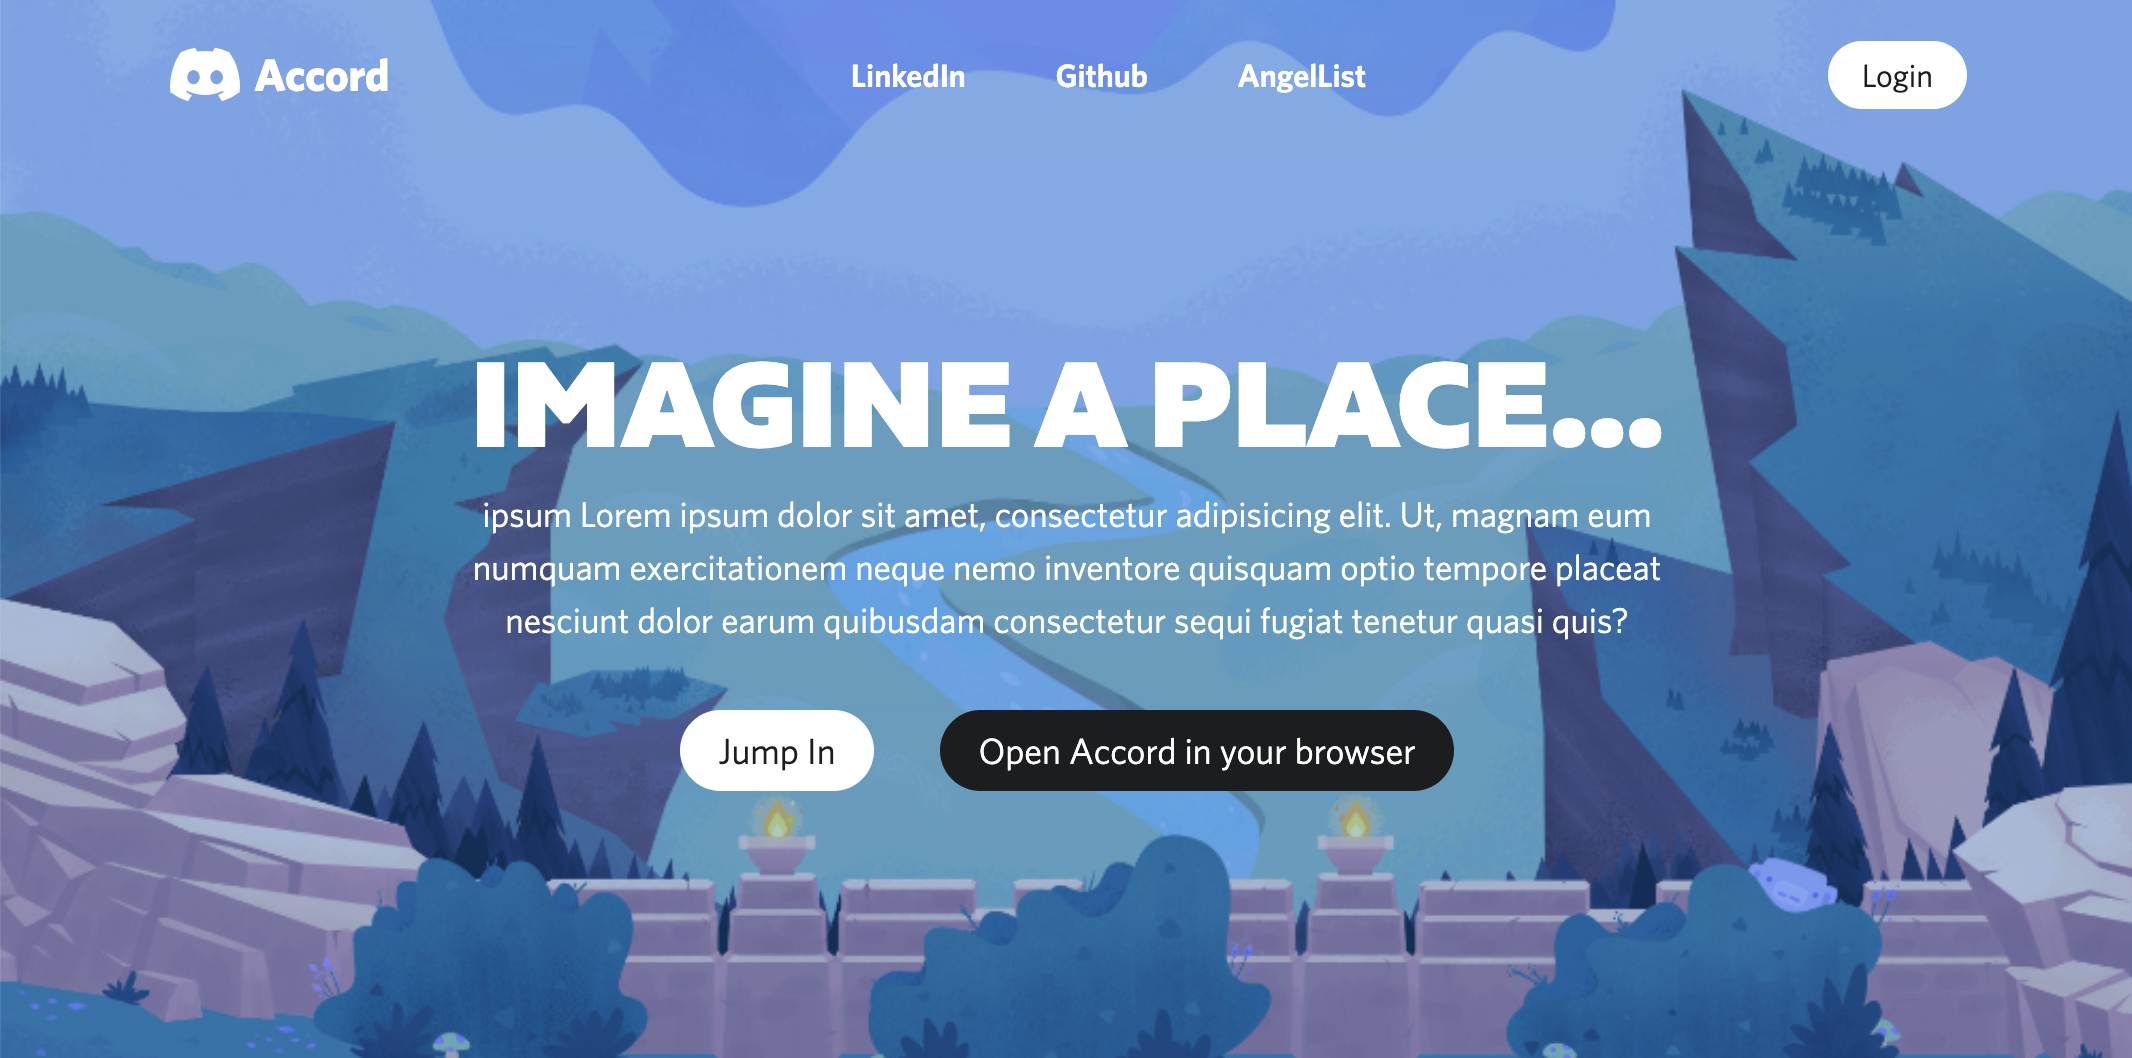 Accord
LinkedIn Github AngelList
Login
IMAGINE A PLACE...
ipsum Lorem ipsum dolor sit amet, consectetur adipisicing elit. Ut, magnam eum
numquam exercitationem neque nemo inventore quisquam optio tempore placeat
nesciunt dolor earum quibusdam consectetur sequi fugiat tenetur quasi quis?
Jump In
Open Accord in your browser